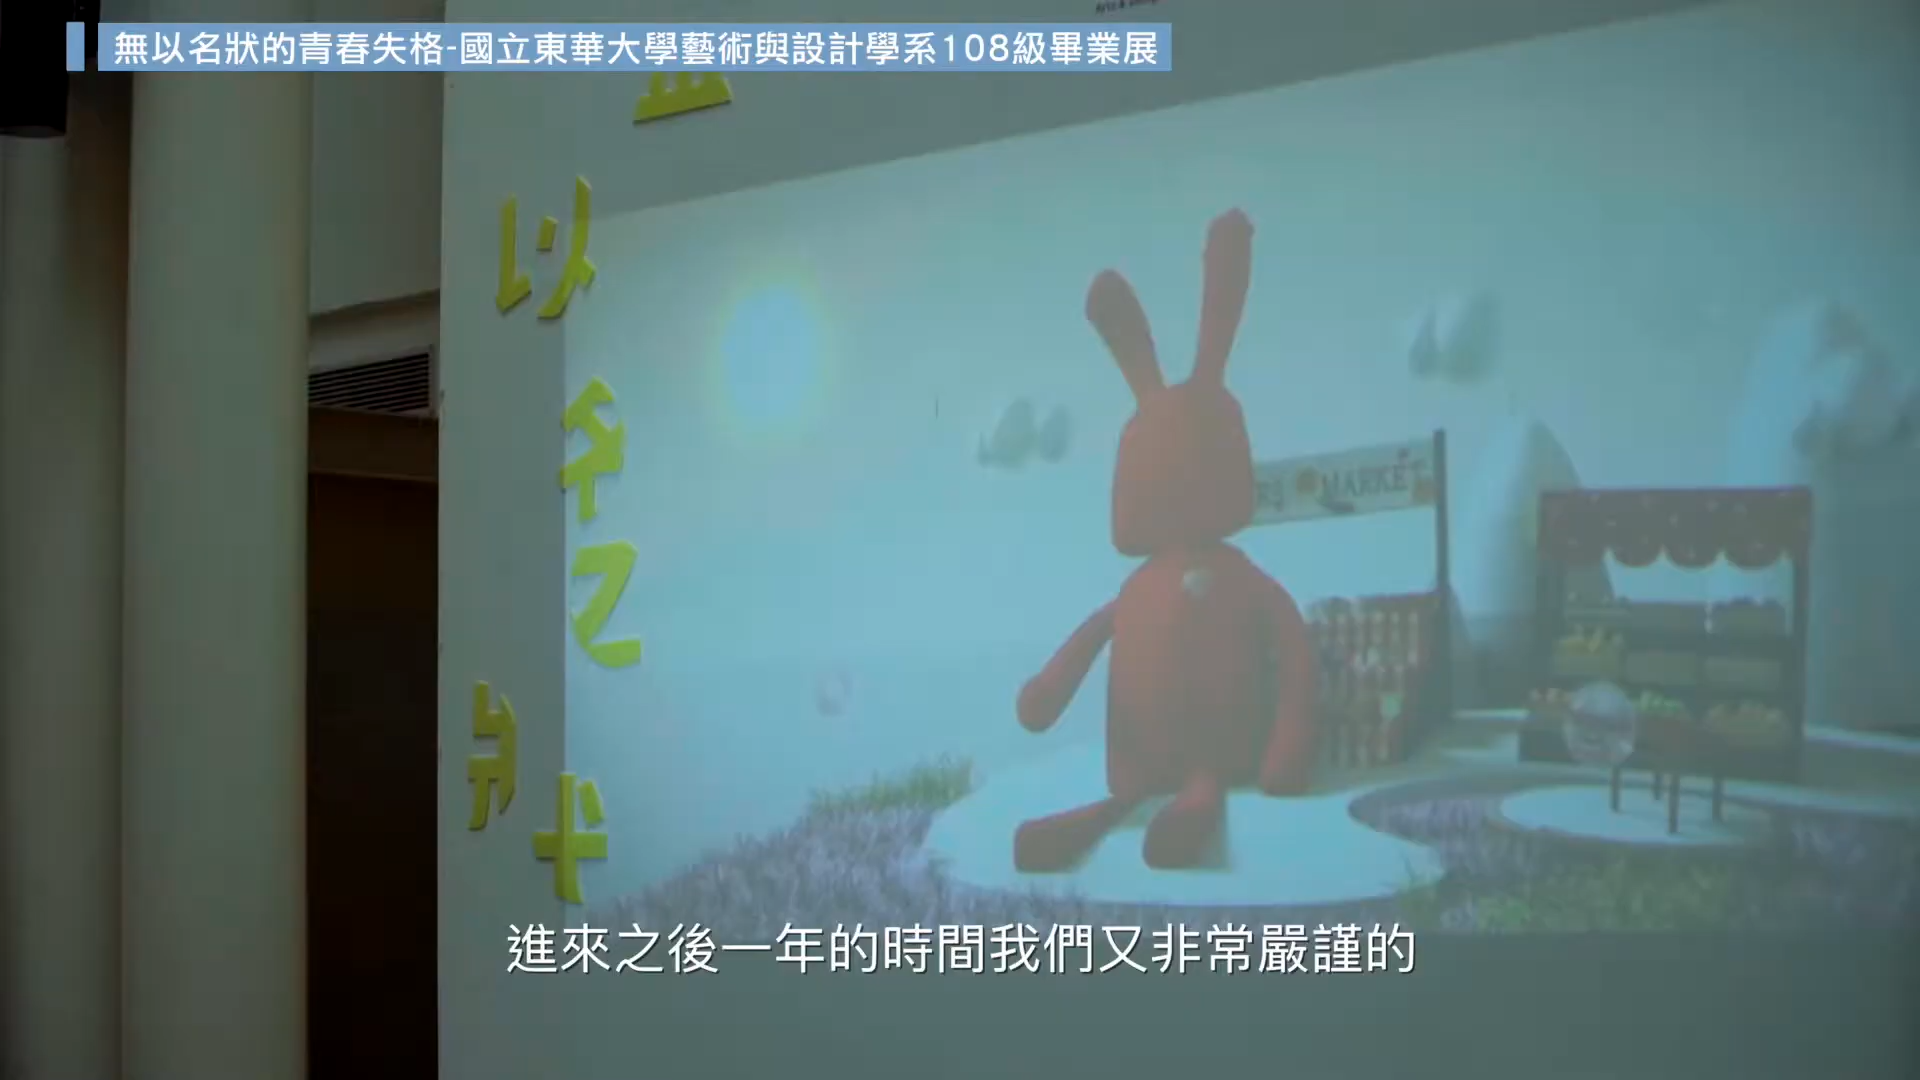 無以名狀的青春失格-國立東華大學藝術與設計學系108級畢業展
以
名
狀
MARKET
進來之後一年的時間我們又非常嚴謹的